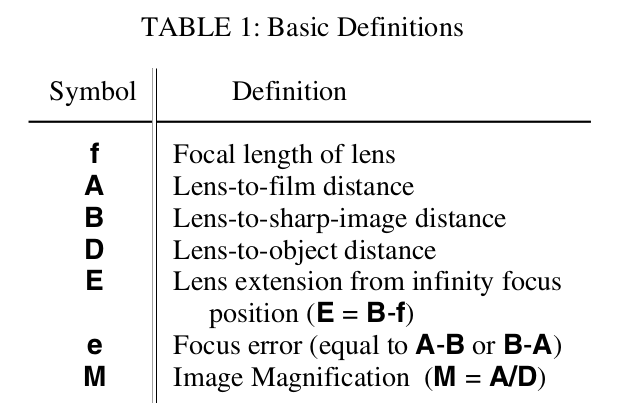 TABLE 1: Basic Definitions
Symbol Definition
f Focal length of lens
A Lens-to-film distance
B Lens-to-sharp-image distance
D Lens-to-object distance
E Lens extension from infinity focus
position (E = B-f)
e Focus error (equal to A-B or B-A)
M Image Magnification (M = A/D)